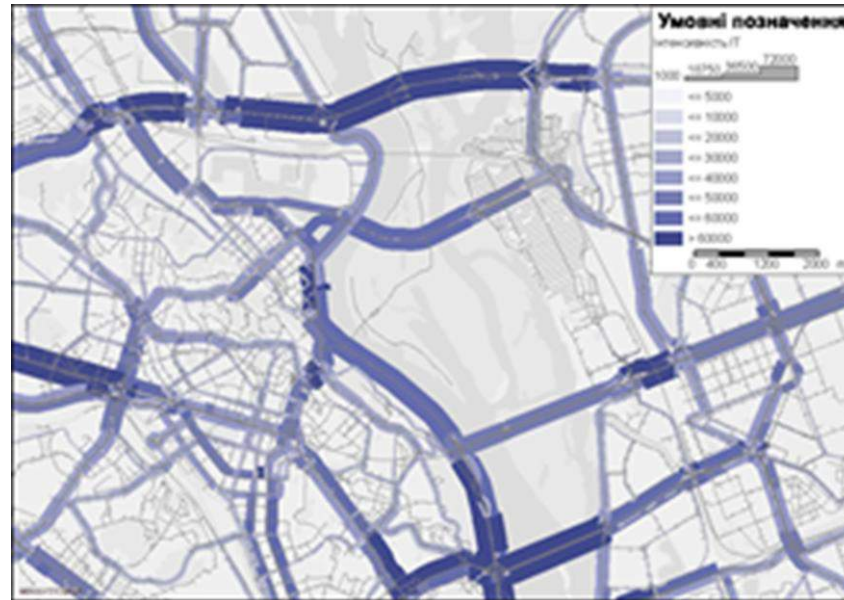 Умовні позначення
Інтенсивність ІТ
1000 18750 36500 72000
<= 5000
<= 10000
<= 20000
<= 30000
<= 40000
<= 50000
<= 60000
> 60000
0 400 1200 2000 m